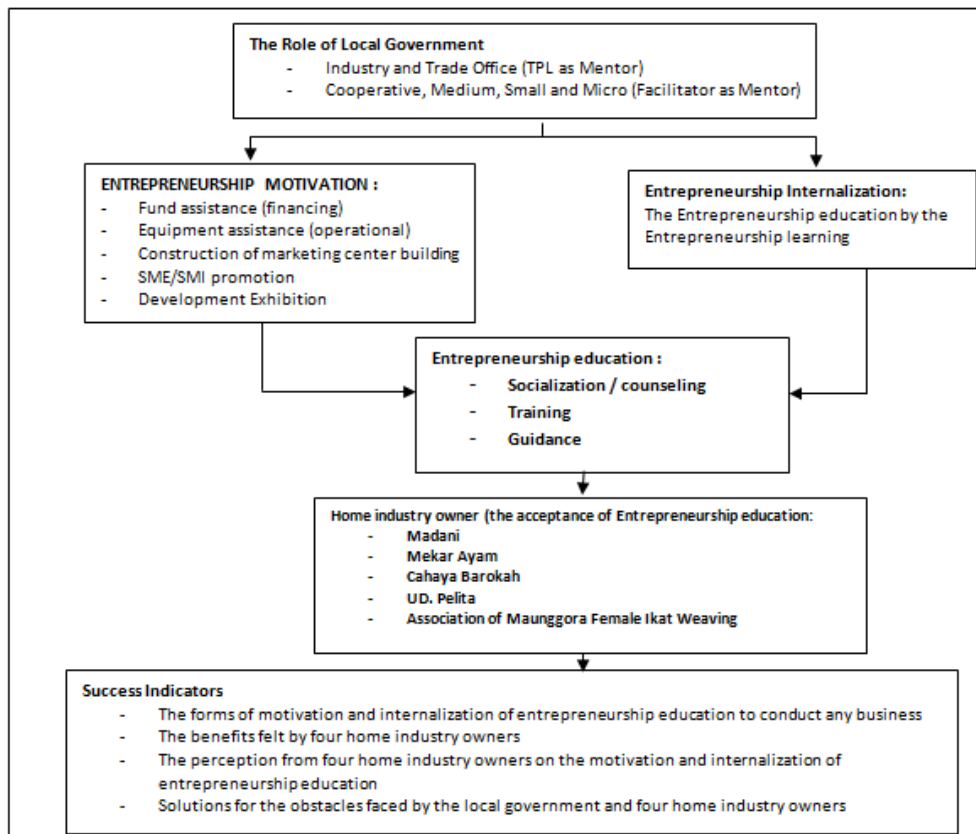 The Role of Local Government
- Industry and Trade Office (TPL as Mentor)
- Cooperative, Medium, Small and Micro (Facilitator as Mentor)
ENTREPRENEURSHIP MOTIVATION :
- Fund assistance (financing)
- Equipment assistance (operational)
- Construction of marketing center building
- SME/SMI promotion
- Development Exhibition
Entrepreneurship Internalization:
The Entrepreneurship education by the
Entrepreneurship learning
Entrepreneurship education :
- Socialization / counseling
- Training
- Guidance
Home industry owner (the acceptance of Entrepreneurship education:
- Madani
- Mekar Ayam
- Cahaya Barokah
- UD. Pelita
- Association of Maunggora Female Ikat Weaving
Success Indicators
- The forms of motivation and internalization of entrepreneurship education to conduct any business
- The benefits felt by four home industry owners
- The perception from four home industry owners on the motivation and internalization of
entrepreneurship education
- Solutions for the obstacles faced by the local government and four home industry owners